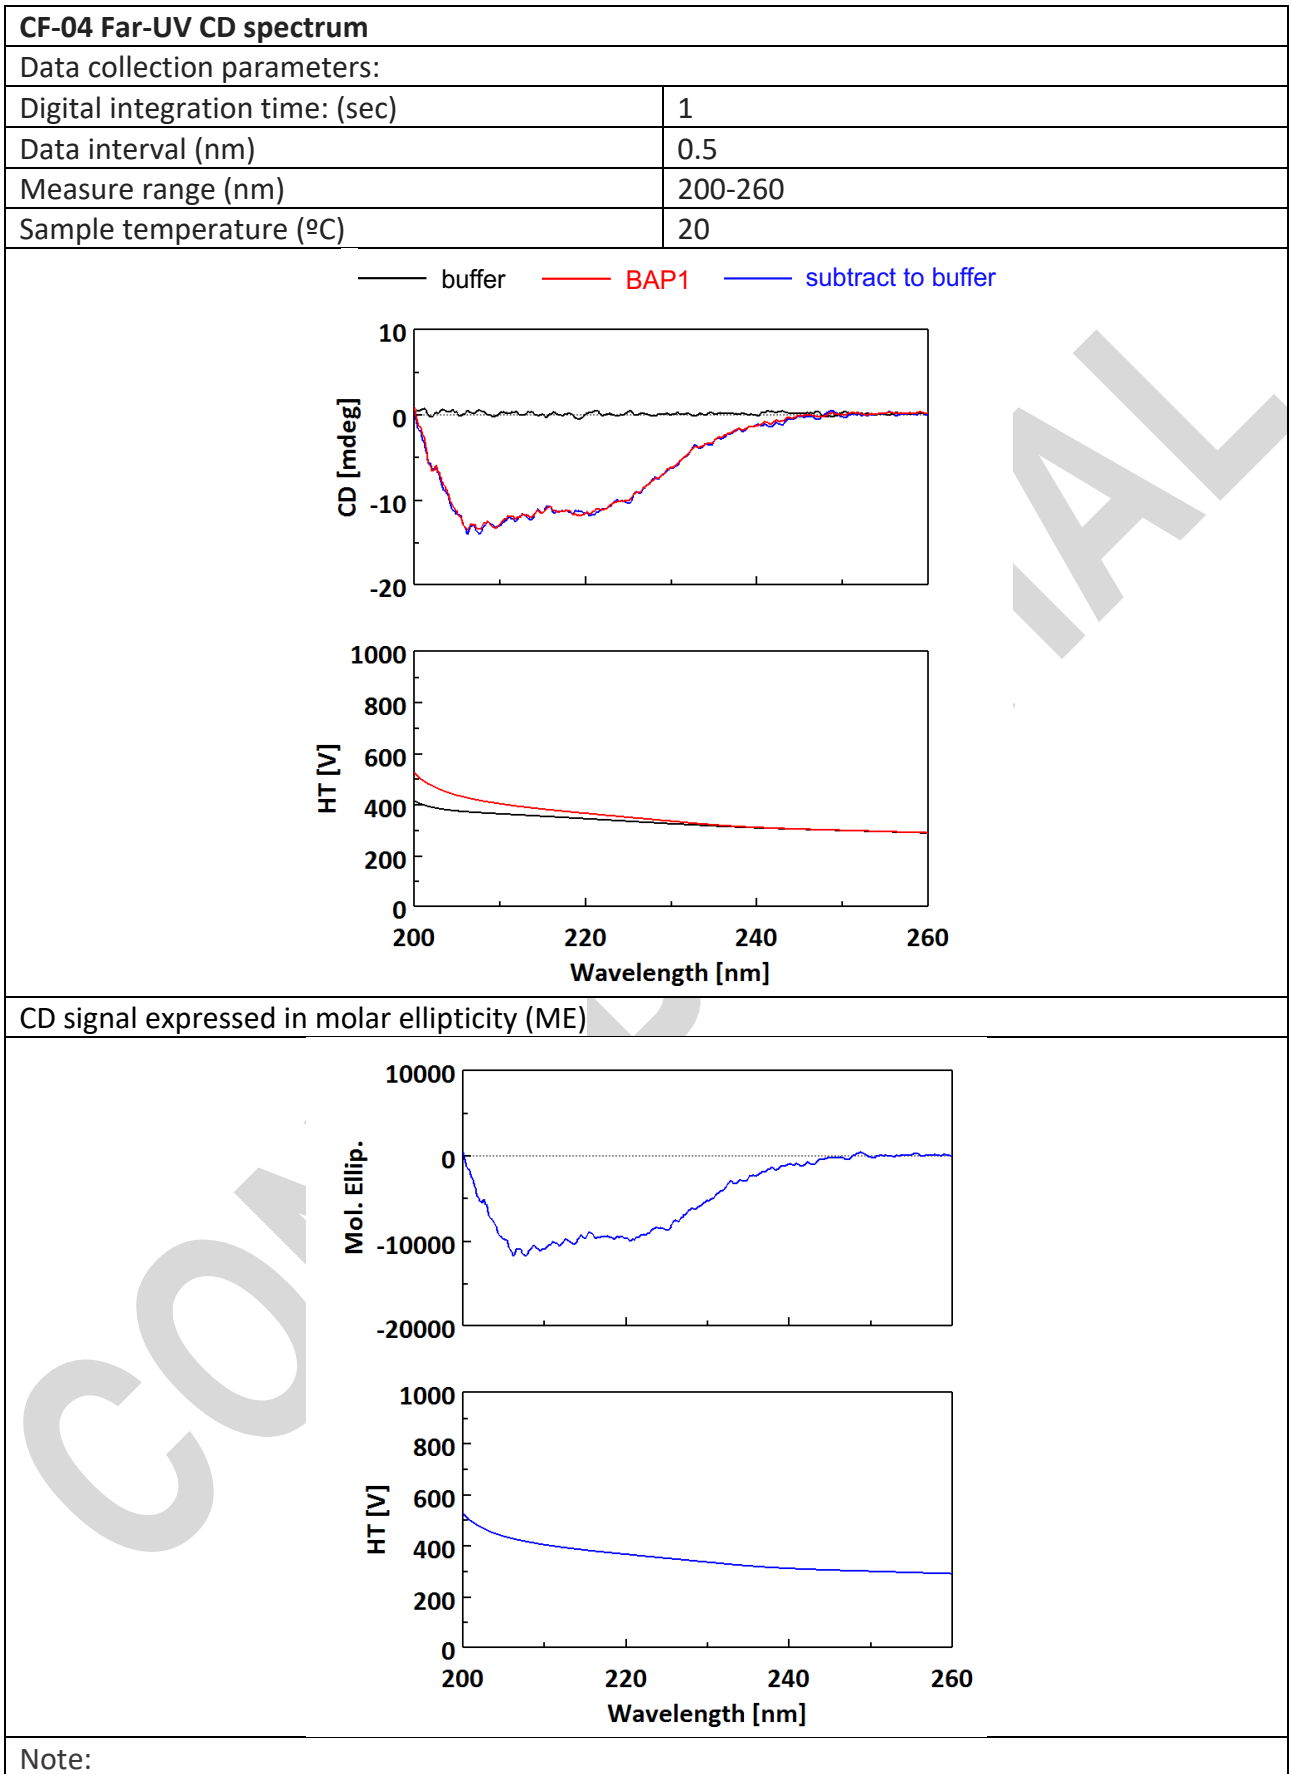 CF-04 Far-UV CD spectrum
Data collection parameters:
Digital integration time: (sec) 1
Data interval (nm) 0.5
Measure range (nm) 200-260
Sample temperature (ºC) 20
buffer BAP1 subtract to buffer
10
0
-10
-20
CD [mdeg]
1000
800
600
400
200
0
HT [V]
200 220 240 260
Wavelength [nm]
CD signal expressed in molar ellipticity (ME)
10000
0
-10000
-20000
Mol. Ellip.
1000
800
600
400
200
0
HT [V]
200 220 240 260
Wavelength [nm]
Note: